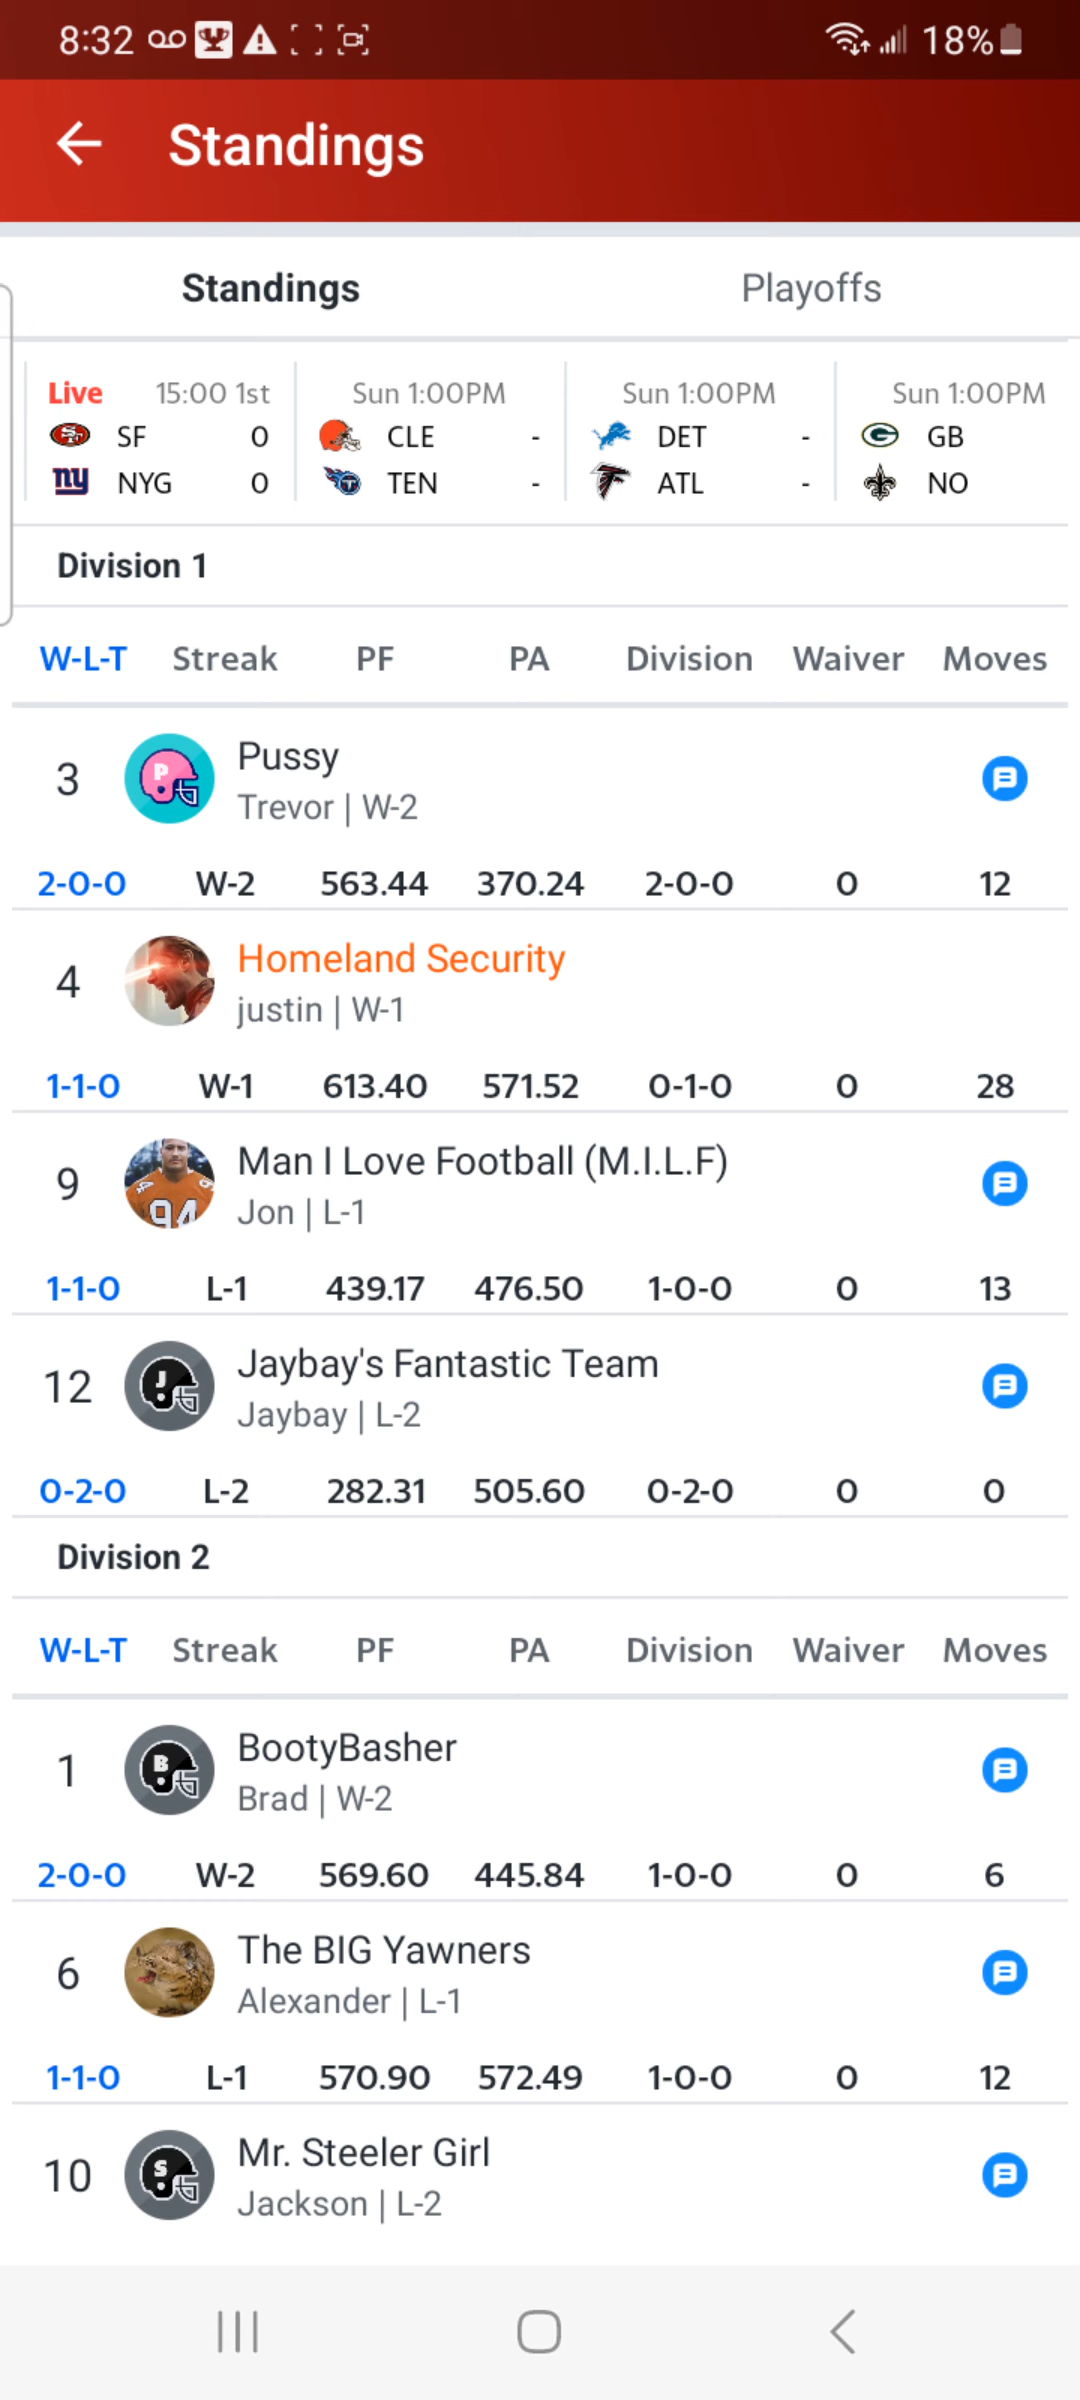 8:32 18%
Standings
Standings Playoffs
Live 15:00 1st Sun 1:00PM Sun 1:00PM Sun 1:00PM
SF 0 CLE - DET - GB
NYG 0 TEN - ATL - NO
Division 1
W-L-T Streak PF PA Division Waiver Moves
3 Pussy
Trevor | W-2
2-0-0 W-2 563.44 370.24 2-0-0 0 12
4 Homeland Security
justin | W-1
1-1-0 W-1 613.40 571.52 0-1-0 0 28
9 Man I Love Football (M.I.L.F)
Jon | L-1
1-1-0 L-1 439.17 476.50 1-0-0 0 13
12 Jaybay's Fantastic Team
Jaybay | L-2
0-2-0 L-2 282.31 505.60 0-2-0 0 0
Division 2
W-L-T Streak PF PA Division Waiver Moves
1 BootyBasher
Brad | W-2
2-0-0 W-2 569.60 445.84 1-0-0 0 6
6 The BIG Yawners
Alexander | L-1
1-1-0 L-1 570.90 572.49 1-0-0 0 12
10 Mr. Steeler Girl
Jackson | L-2